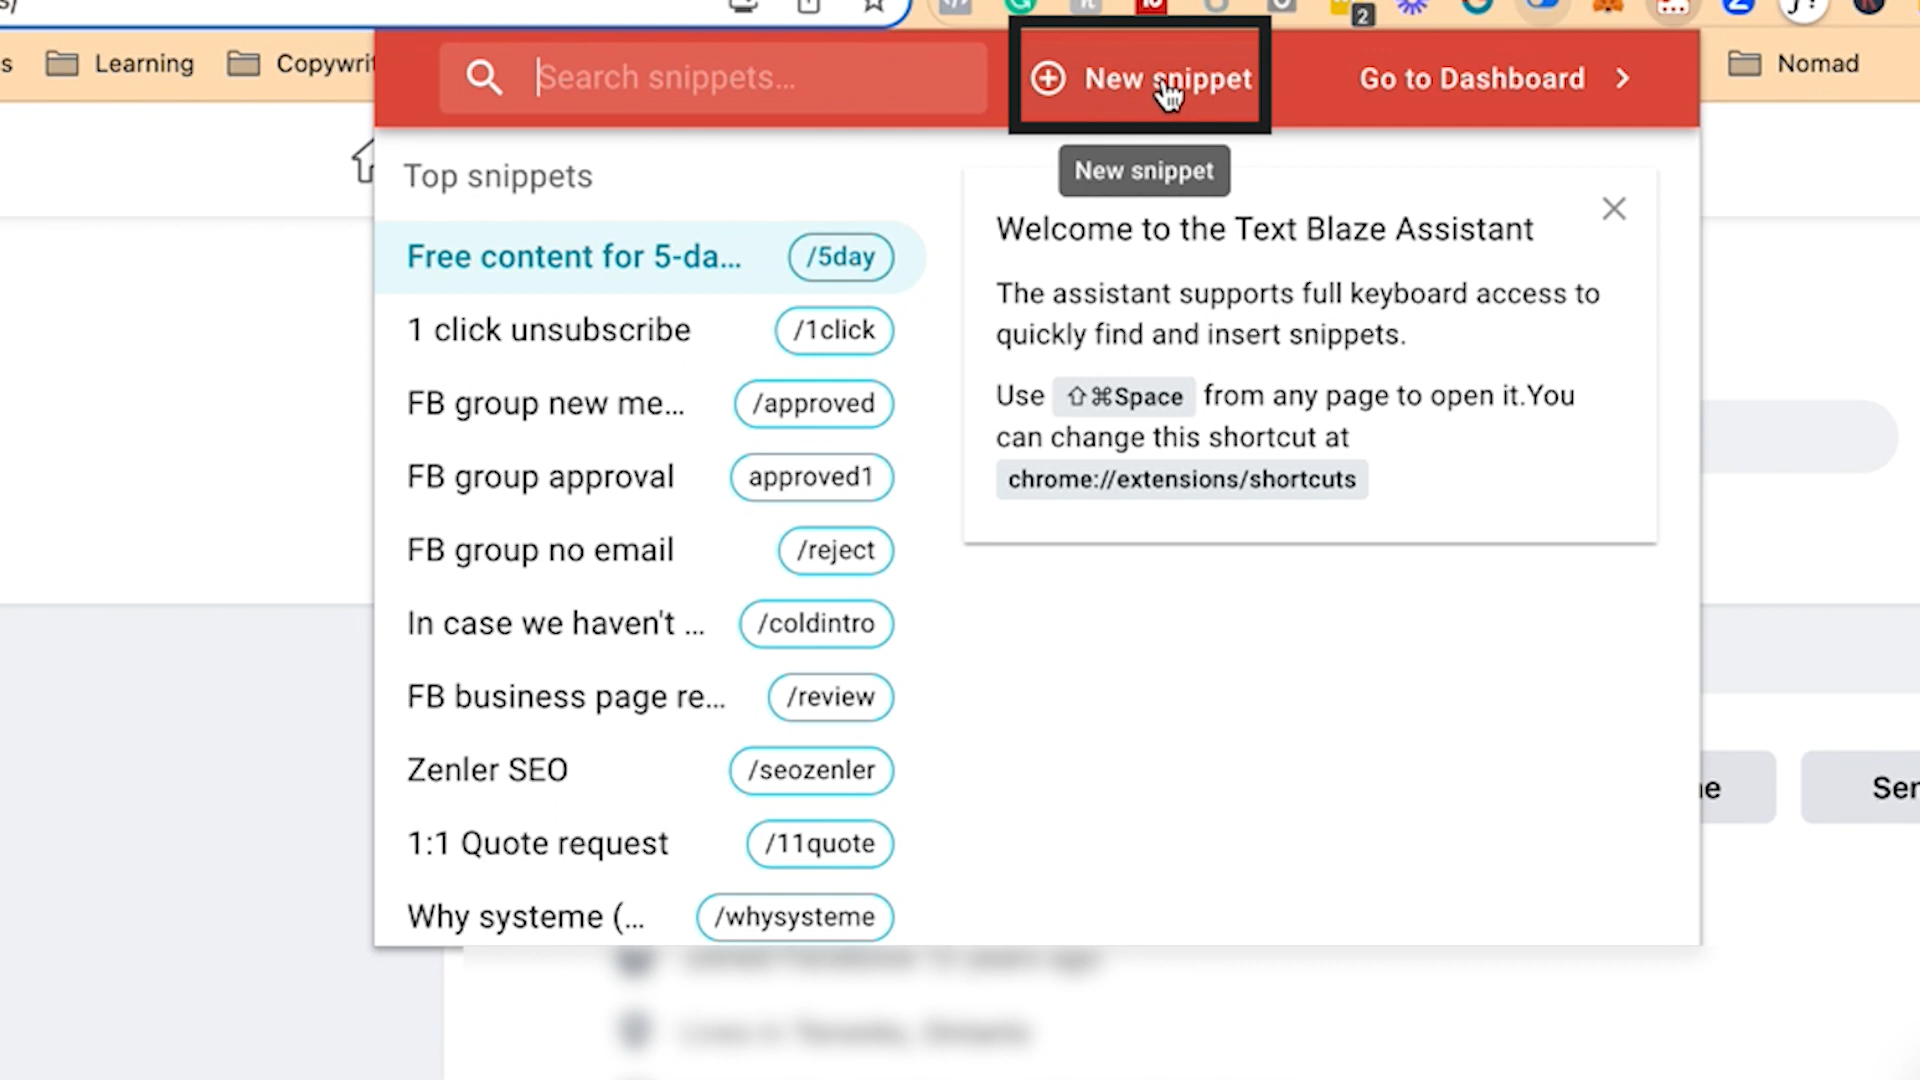 s/
2
s
Learning
Copywrit
Nomad
Search snippets...
New snippet
Go to Dashboard
New snippet
Top snippets
Free content for 5-da... /5day
1 click unsubscribe /1click
FB group new me... /approved
FB group approval approved1
FB group no email /reject
In case we haven't ... /coldintro
FB business page re... /review
Zenler SEO /seozenler
1:1 Quote request /11quote
Why systeme (... /whysysteme
Welcome to the Text Blaze Assistant
The assistant supports full keyboard access to
quickly find and insert snippets.
Use ⇧⌘Space from any page to open it.You
can change this shortcut at
chrome://extensions/shortcuts
Ser